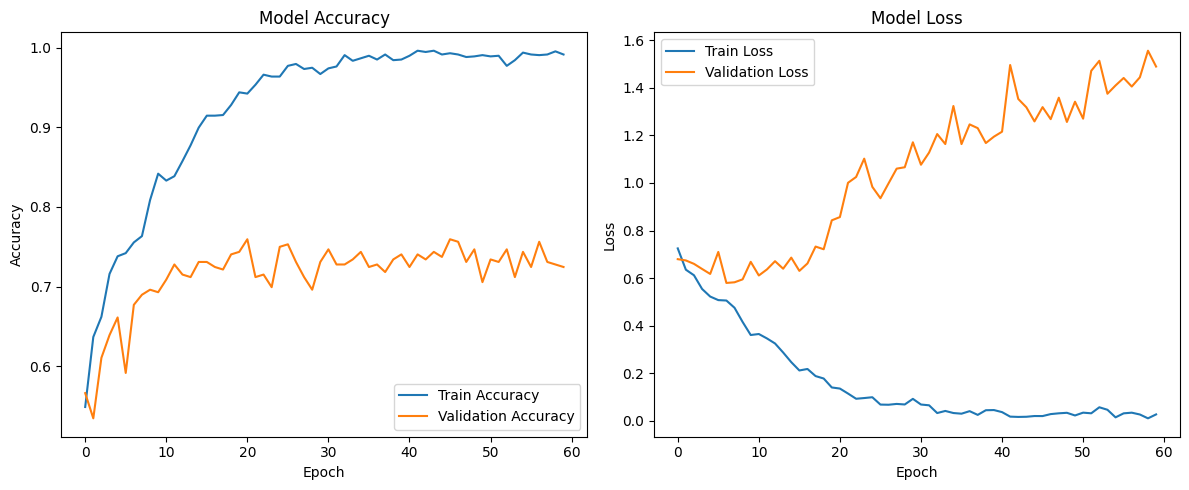 Model Accuracy
1.0
0.9
0.8
0.7
0.6
Accuracy
0
10
20
30
40
50
60
Epoch
Train Accuracy
Validation Accuracy
Model Loss
1.6
1.4
1.2
1.0
0.8
0.6
0.4
0.2
0.0
Loss
0
10
20
30
40
50
60
Epoch
Train Loss
Validation Loss